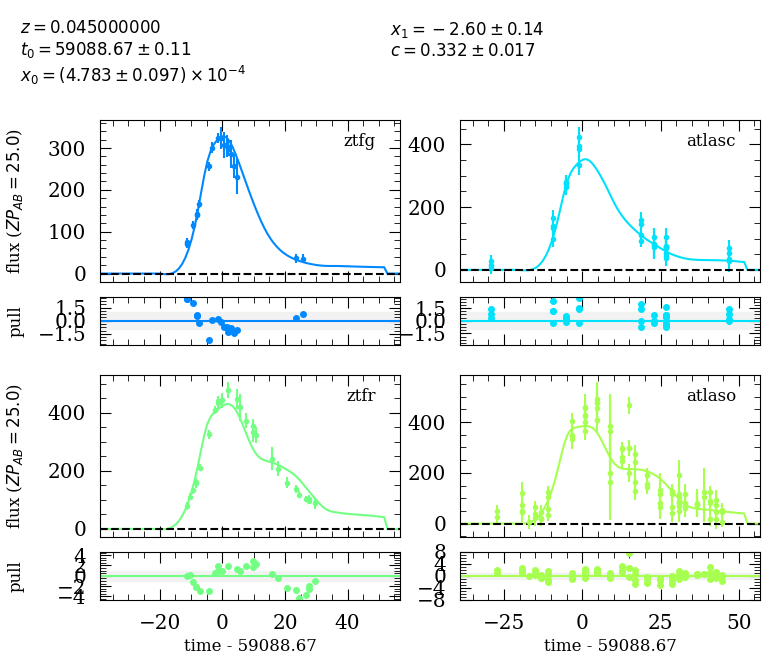 z = 0.045000000
t₀ = 59088.67 ± 0.11
x₀ = (4.783 ± 0.097) × 10⁻⁴
x₁ = −2.60 ± 0.14
c = 0.332 ± 0.017
flux (ZP_AB = 25.0)
300
200
100
0
ztfg
400
200
0
atlasc
pull
1.5
0.0
−1.5
1.5
0.0
−1.5
flux (ZP_AB = 25.0)
400
200
0
ztfr
400
200
0
atlaso
pull
4
2
0
−2
−4
8
4
0
−4
−8
−20 0 20 40
−25 0 25 50
time - 59088.67
time - 59088.67